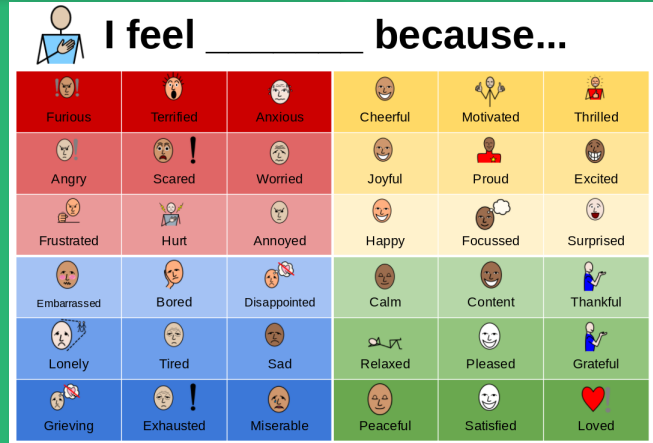 I feel _______ because...
Furious Terrified Anxious Cheerful Motivated Thrilled
Angry Scared Worried Joyful Proud Excited
Frustrated Hurt Annoyed Happy Focussed Surprised
Embarrassed Bored Disappointed Calm Content Thankful
Lonely Tired Sad Relaxed Pleased Grateful
Grieving Exhausted Miserable Peaceful Satisfied Loved